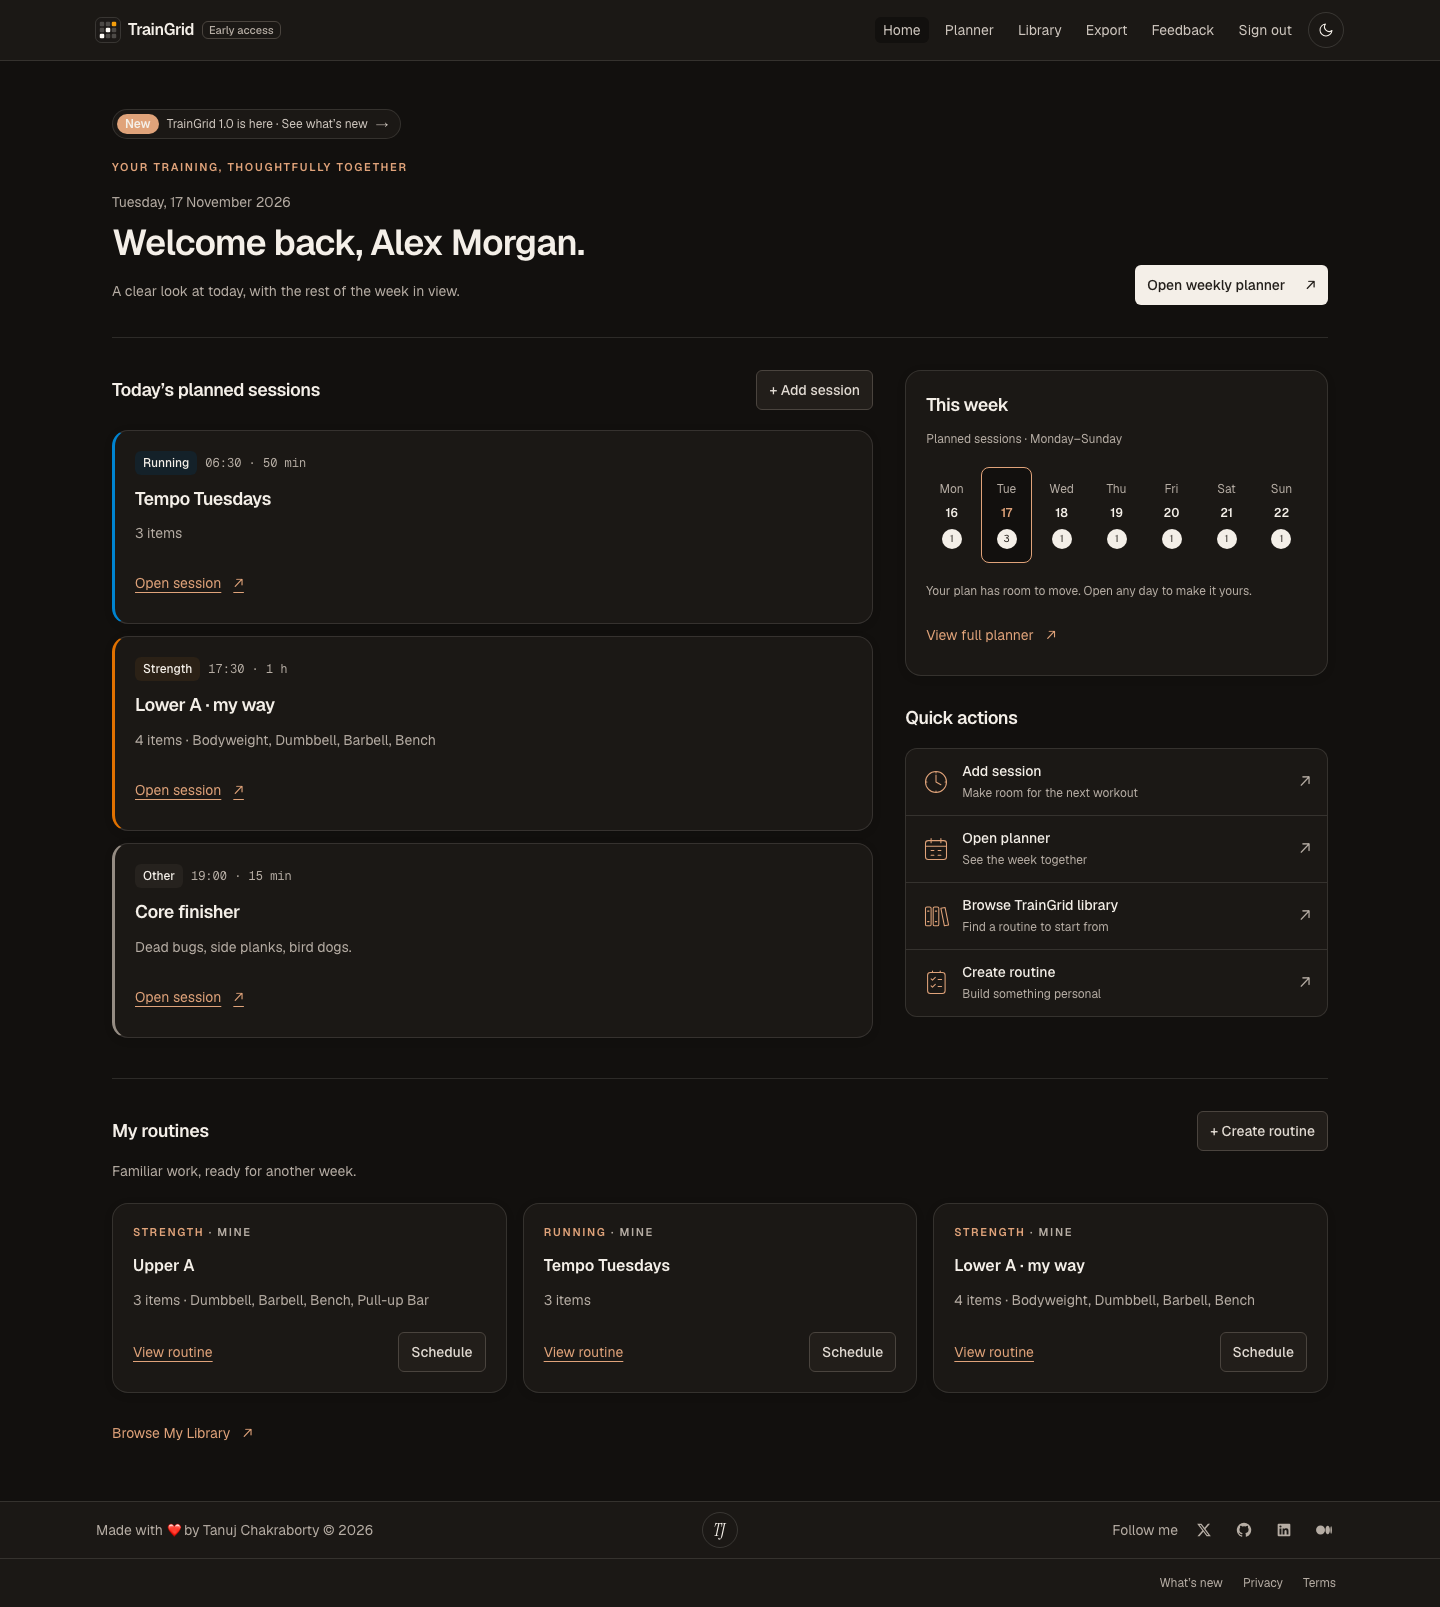 TrainGrid Early access
Home Planner Library Export Feedback Sign out
New TrainGrid 1.0 is here · See what’s new →
YOUR TRAINING, THOUGHTFULLY TOGETHER
Tuesday, 17 November 2026
Welcome back, Alex Morgan.
A clear look at today, with the rest of the week in view.
Open weekly planner ↗
Today’s planned sessions
+ Add session
Running 06:30 · 50 min
Tempo Tuesdays
3 items
Open session ↗
Strength 17:30 · 1 h
Lower A · my way
4 items · Bodyweight, Dumbbell, Barbell, Bench
Open session ↗
Other 19:00 · 15 min
Core finisher
Dead bugs, side planks, bird dogs.
Open session ↗
This week
Planned sessions · Monday–Sunday
Mon Tue Wed Thu Fri Sat Sun
16 17 18 19 20 21 22
1 3 1 1 1 1 1
Your plan has room to move. Open any day to make it yours.
View full planner ↗
Quick actions
Add session
Make room for the next workout
Open planner
See the week together
Browse TrainGrid library
Find a routine to start from
Create routine
Build something personal
My routines
+ Create routine
Familiar work, ready for another week.
STRENGTH · MINE
Upper A
3 items · Dumbbell, Barbell, Bench, Pull-up Bar
View routine Schedule
RUNNING · MINE
Tempo Tuesdays
3 items
View routine Schedule
STRENGTH · MINE
Lower A · my way
4 items · Bodyweight, Dumbbell, Barbell, Bench
View routine Schedule
Browse My Library ↗
Made with ❤️ by Tanuj Chakraborty © 2026
TJ
Follow me
What’s new Privacy Terms